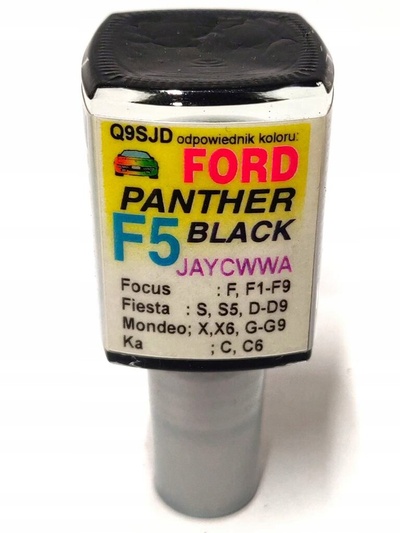 Q9SJD odpowiednik koloru:
FORD
PANTHER
F5 BLACK
JAYCWWA
Focus : F, F1-F9
Fiesta : S, S5, D-D9
Mondeo; X,X6, G-G9
Ka ; C, C6